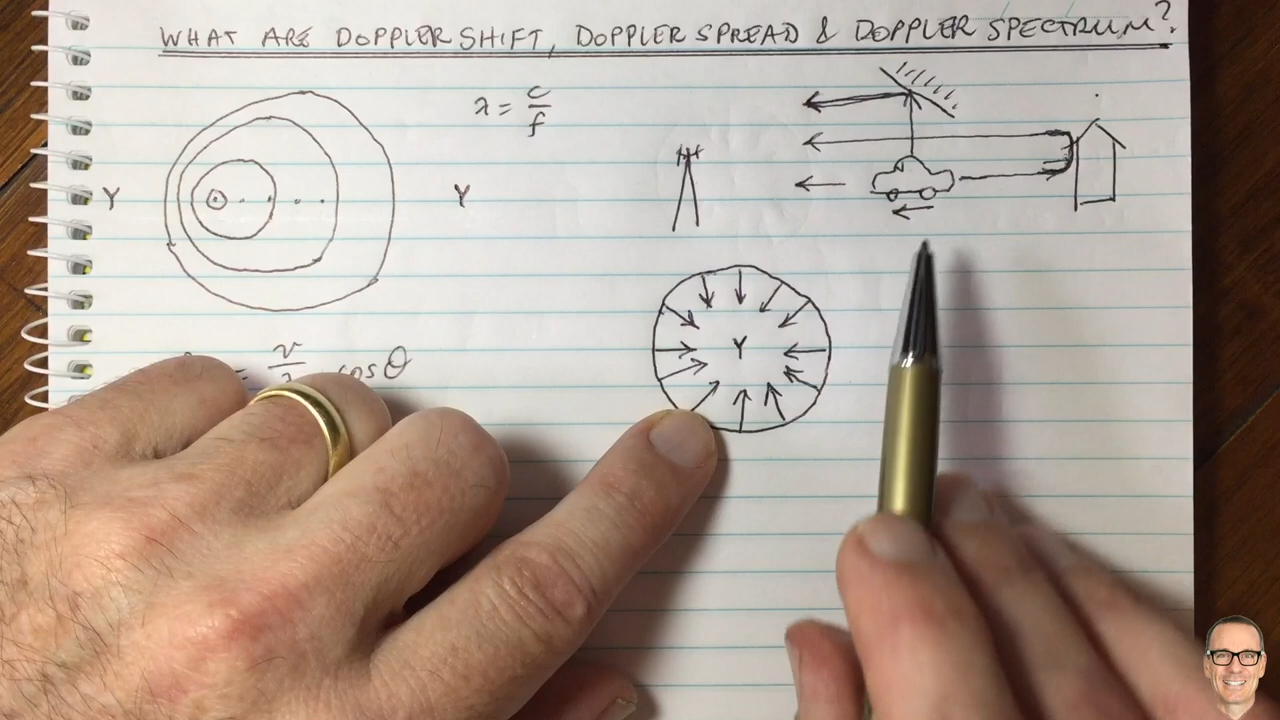 WHAT ARE DOPPLER SHIFT, DOPPLER SPREAD & DOPPLER SPECTRUM?
λ = c/f
Y Y
Y
= v/ cos θ